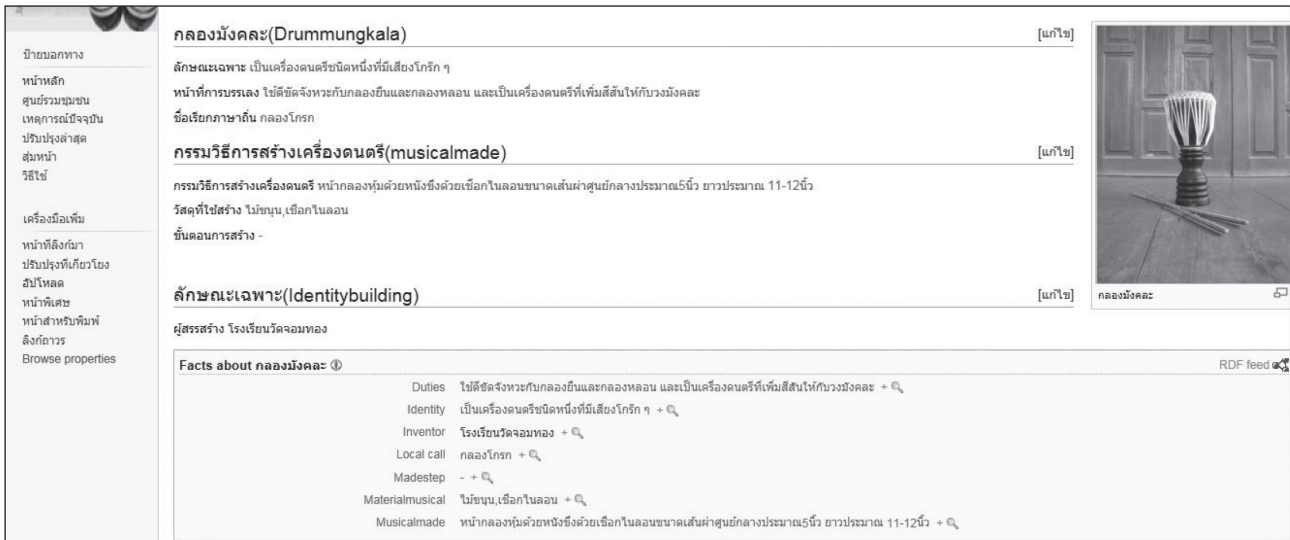 ป้ายบอกทาง
หน้าหลัก
ศูนย์รวมชุมชน
เหตุการณ์ปัจจุบัน
ปรับปรุงล่าสุด
สุ่มหน้า
วิธีใช้
เครื่องมือเพิ่ม
หน้าที่ลิงก์มา
ปรับปรุงที่เกี่ยวโยง
อัปโหลด
หน้าพิเศษ
หน้าสำหรับพิมพ์
ลิงก์ถาวร
Browse properties
กลองมังคละ(Drummungkala) [แก้ไข]
ลักษณะเฉพาะ เป็นเครื่องดนตรีชนิดหนึ่งที่มีเสียงโกร๊ก ๆ
หน้าที่การบรรเลง ใช้ตีขัดจังหวะกับกลองยืนและกลองหลอน และเป็นเครื่องดนตรีที่เพิ่มสีสันให้กับวงมังคละ
ชื่อเรียกภาษาถิ่น กลองโกรก
กรรมวิธีการสร้างเครื่องดนตรี(musicalmade) [แก้ไข]
กรรมวิธีการสร้างเครื่องดนตรี หน้ากลองหุ้มด้วยหนังขึงด้วยเชือกไนลอนขนาดเส้นผ่าศูนย์กลางประมาณ5นิ้ว ยาวประมาณ 11-12นิ้ว
วัสดุที่ใช้สร้าง ไม้ขนุน,เชือกไนลอน
ขั้นตอนการสร้าง -
ลักษณะเฉพาะ(Identitybuilding) [แก้ไข]
ผู้สรรสร้าง โรงเรียนวัดจอมทอง
กลองมังคละ
Facts about กลองมังคละ RDF feed
Duties ใช้ตีขัดจังหวะกับกลองยืนและกลองหลอน และเป็นเครื่องดนตรีที่เพิ่มสีสันให้กับวงมังคละ +
Identity เป็นเครื่องดนตรีชนิดหนึ่งที่มีเสียงโกร๊ก ๆ +
Inventor โรงเรียนวัดจอมทอง +
Local call กลองโกรก +
Madestep - +
Materialmusical ไม้ขนุน,เชือกไนลอน +
Musicalmade หน้ากลองหุ้มด้วยหนังขึงด้วยเชือกไนลอนขนาดเส้นผ่าศูนย์กลางประมาณ5นิ้ว ยาวประมาณ 11-12นิ้ว +